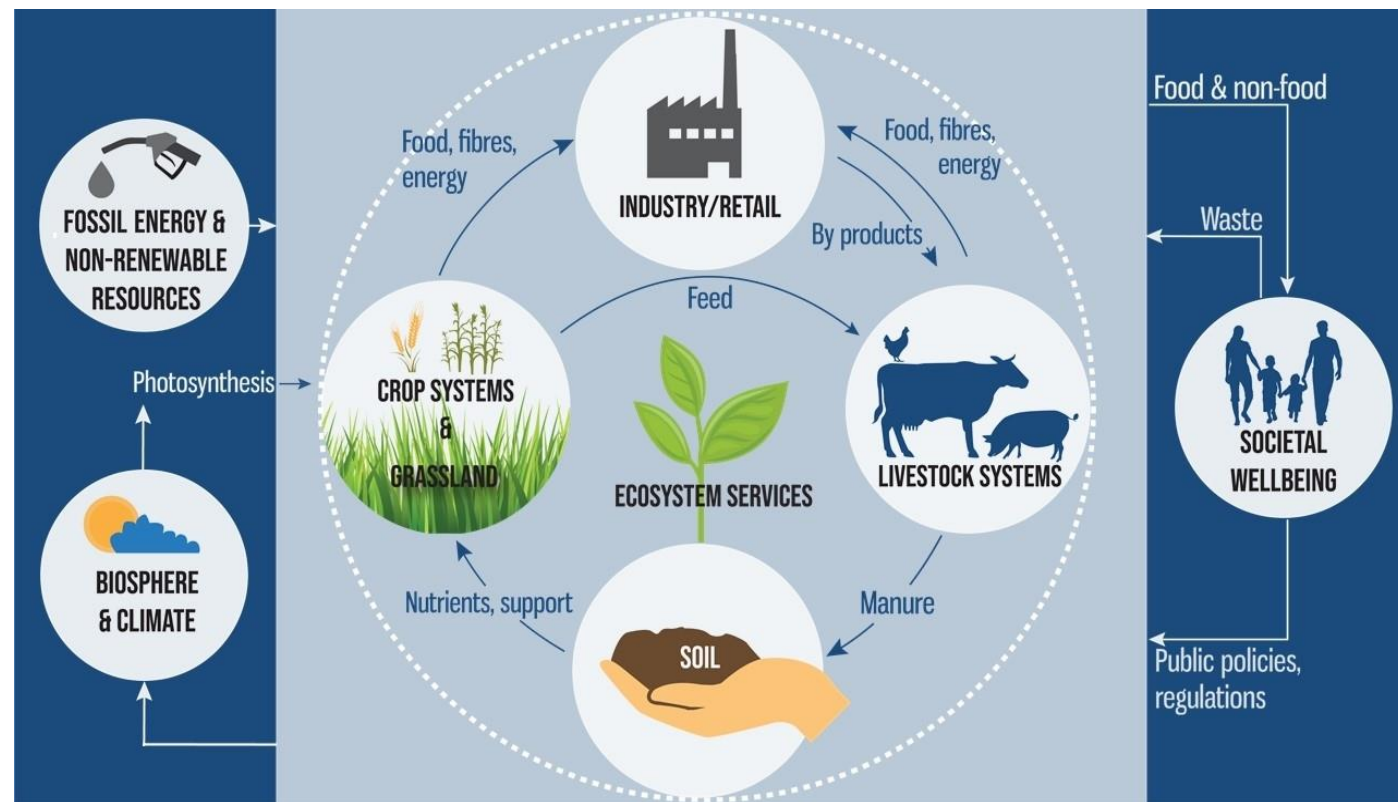 FOSSIL ENERGY &
NON-RENEWABLE
RESOURCES
Photosynthesis
BIOSPHERE
& CLIMATE
INDUSTRY/RETAIL
Food, fibres,
energy
Food, fibres,
energy
By products
Feed
CROP SYSTEMS
&
GRASSLAND
ECOSYSTEM SERVICES
LIVESTOCK SYSTEMS
Nutrients, support
Manure
SOIL
Food & non-food
Waste
SOCIETAL
WELLBEING
Public policies,
regulations